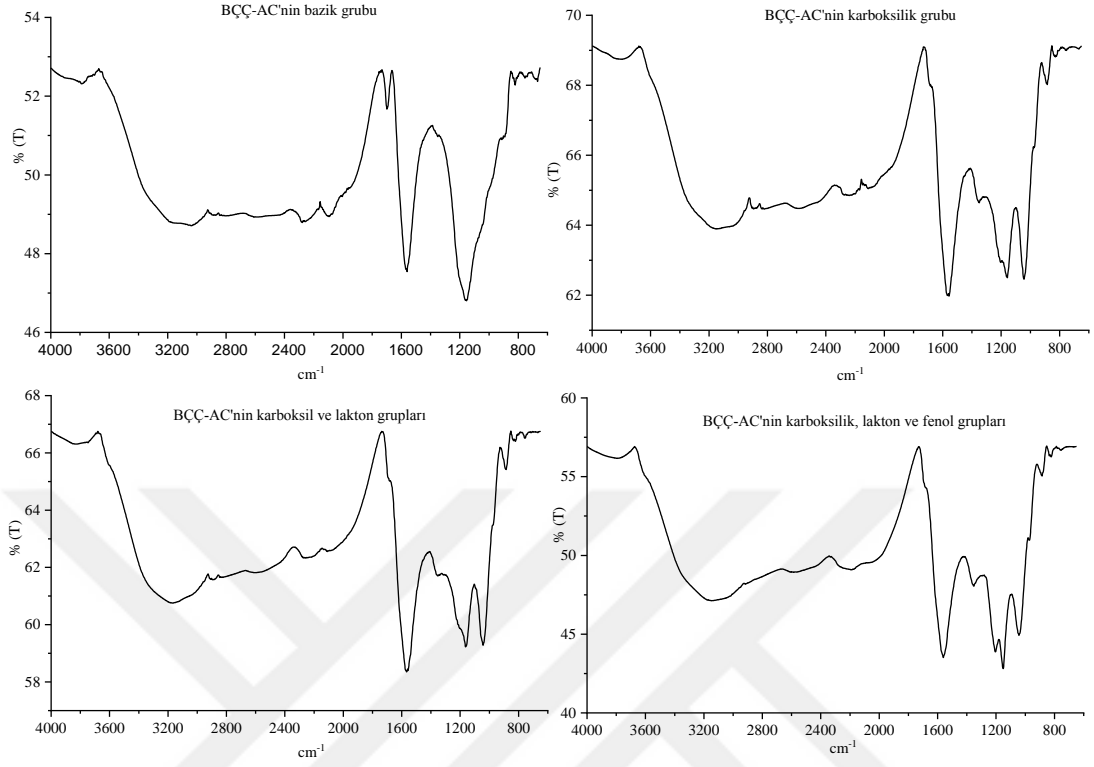 BÇÇ-AC'nin bazik grubu
% (T)
54
52
50
48
46
4000 3600 3200 2800 2400 2000 1600 1200 800
cm-1
BÇÇ-AC'nin karboksilik grubu
% (T)
70
68
66
64
62
4000 3600 3200 2800 2400 2000 1600 1200 800
cm-1
BÇÇ-AC'nin karboksil ve lakton grupları
% (T)
68
66
64
62
60
58
4000 3600 3200 2800 2400 2000 1600 1200 800
cm-1
BÇÇ-AC'nin karboksilik, lakton ve fenol grupları
% (T)
60
55
50
45
40
4000 3600 3200 2800 2400 2000 1600 1200 800
cm-1